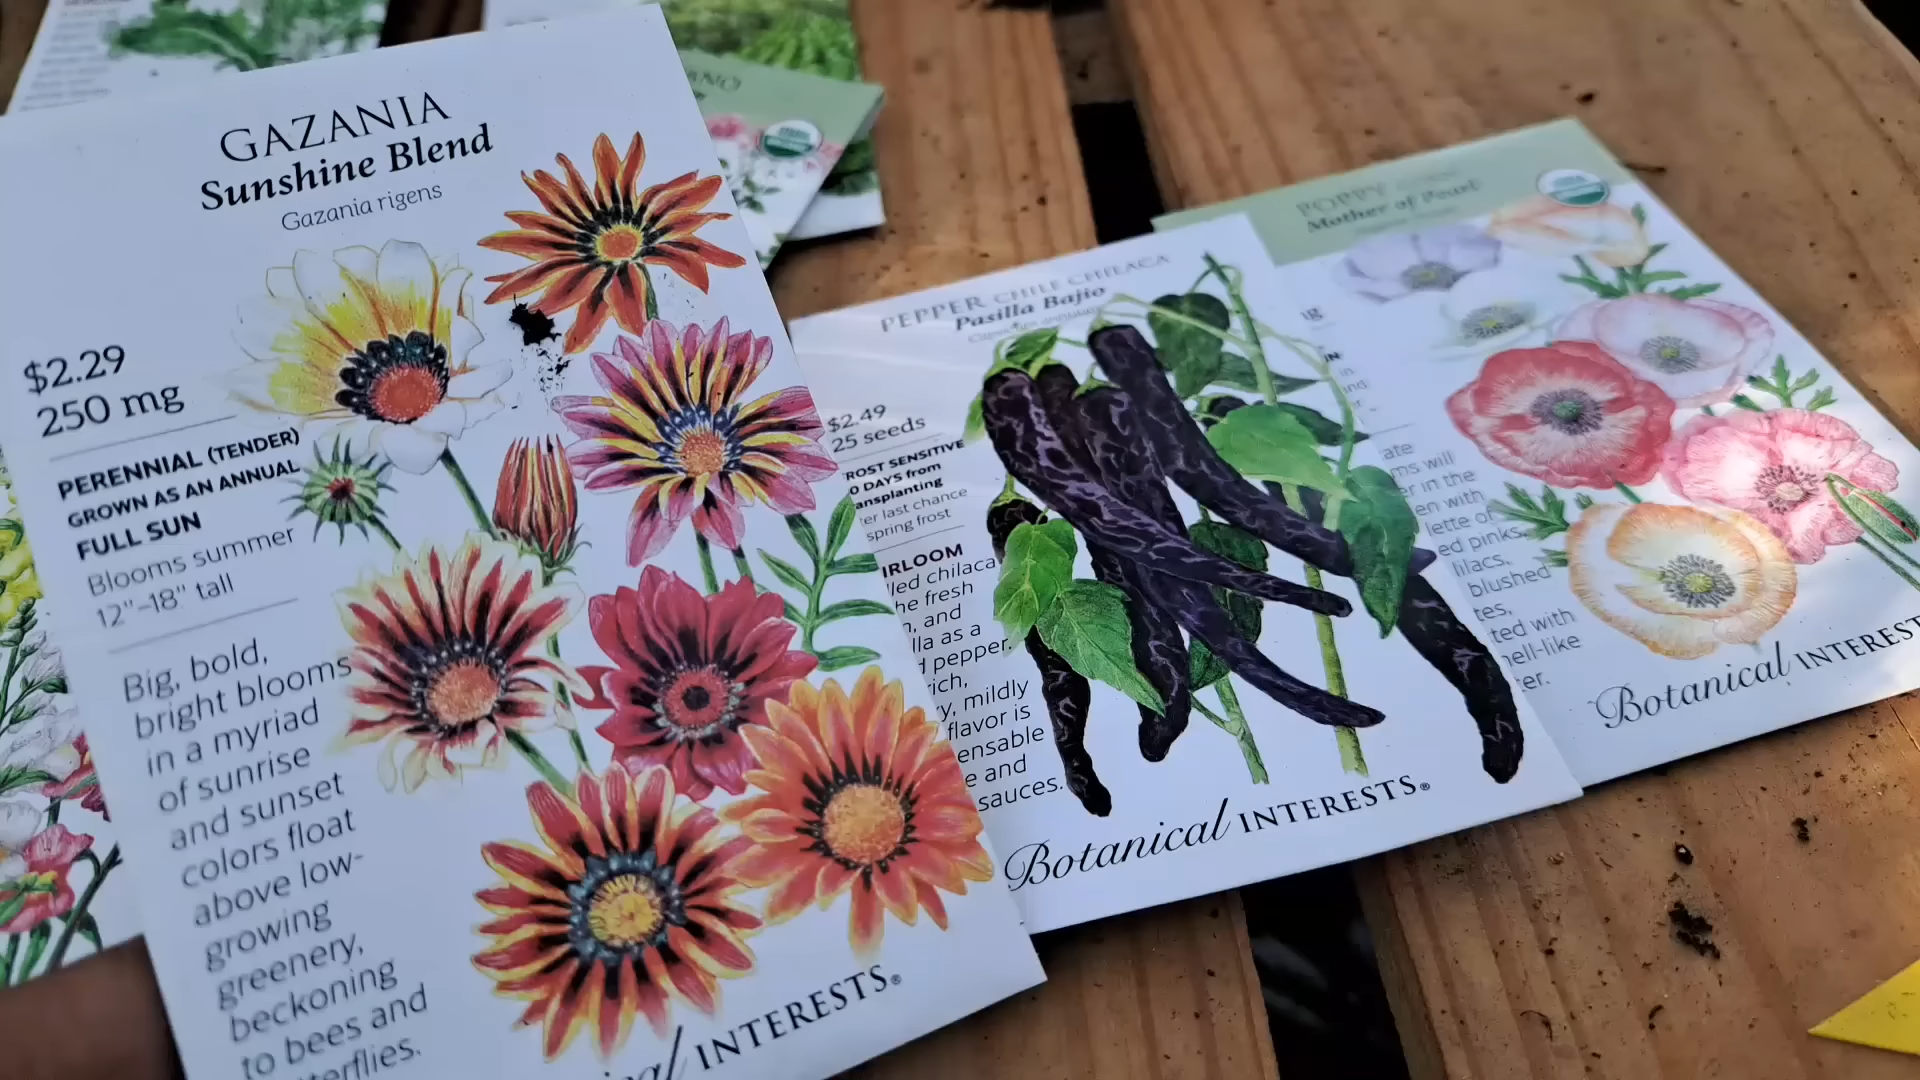 GAZANIA
Sunshine Blend
Gazania rigens
$2.29
250 mg
PERENNIAL (TENDER)
GROWN AS AN ANNUAL
FULL SUN
Blooms summer
12"–18" tall
Big, bold,
bright blooms
in a myriad
of sunrise
and sunset
colors float
above low-
growing
greenery,
beckoning
to bees and
INTERESTS®
PEPPER CHILE CHILACA
Pasilla Bajio
$2.49
25 seeds
ROST SENSITIVE
0 DAYS from
ansplanting
er last chance
spring frost
IRLOOM
led chilaca
he fresh
n, and
lla as a
d pepper.
rich,
y, mildly
flavor is
ensable
e and
sauces.
Botanical INTERESTS®
POPPY
Mother of Pearl
ate
ms will
er in the
en with
lette of
ed pinks,
lilacs,
blushed
tes,
ted with
hell-like
ter.
Botanical INTEREST